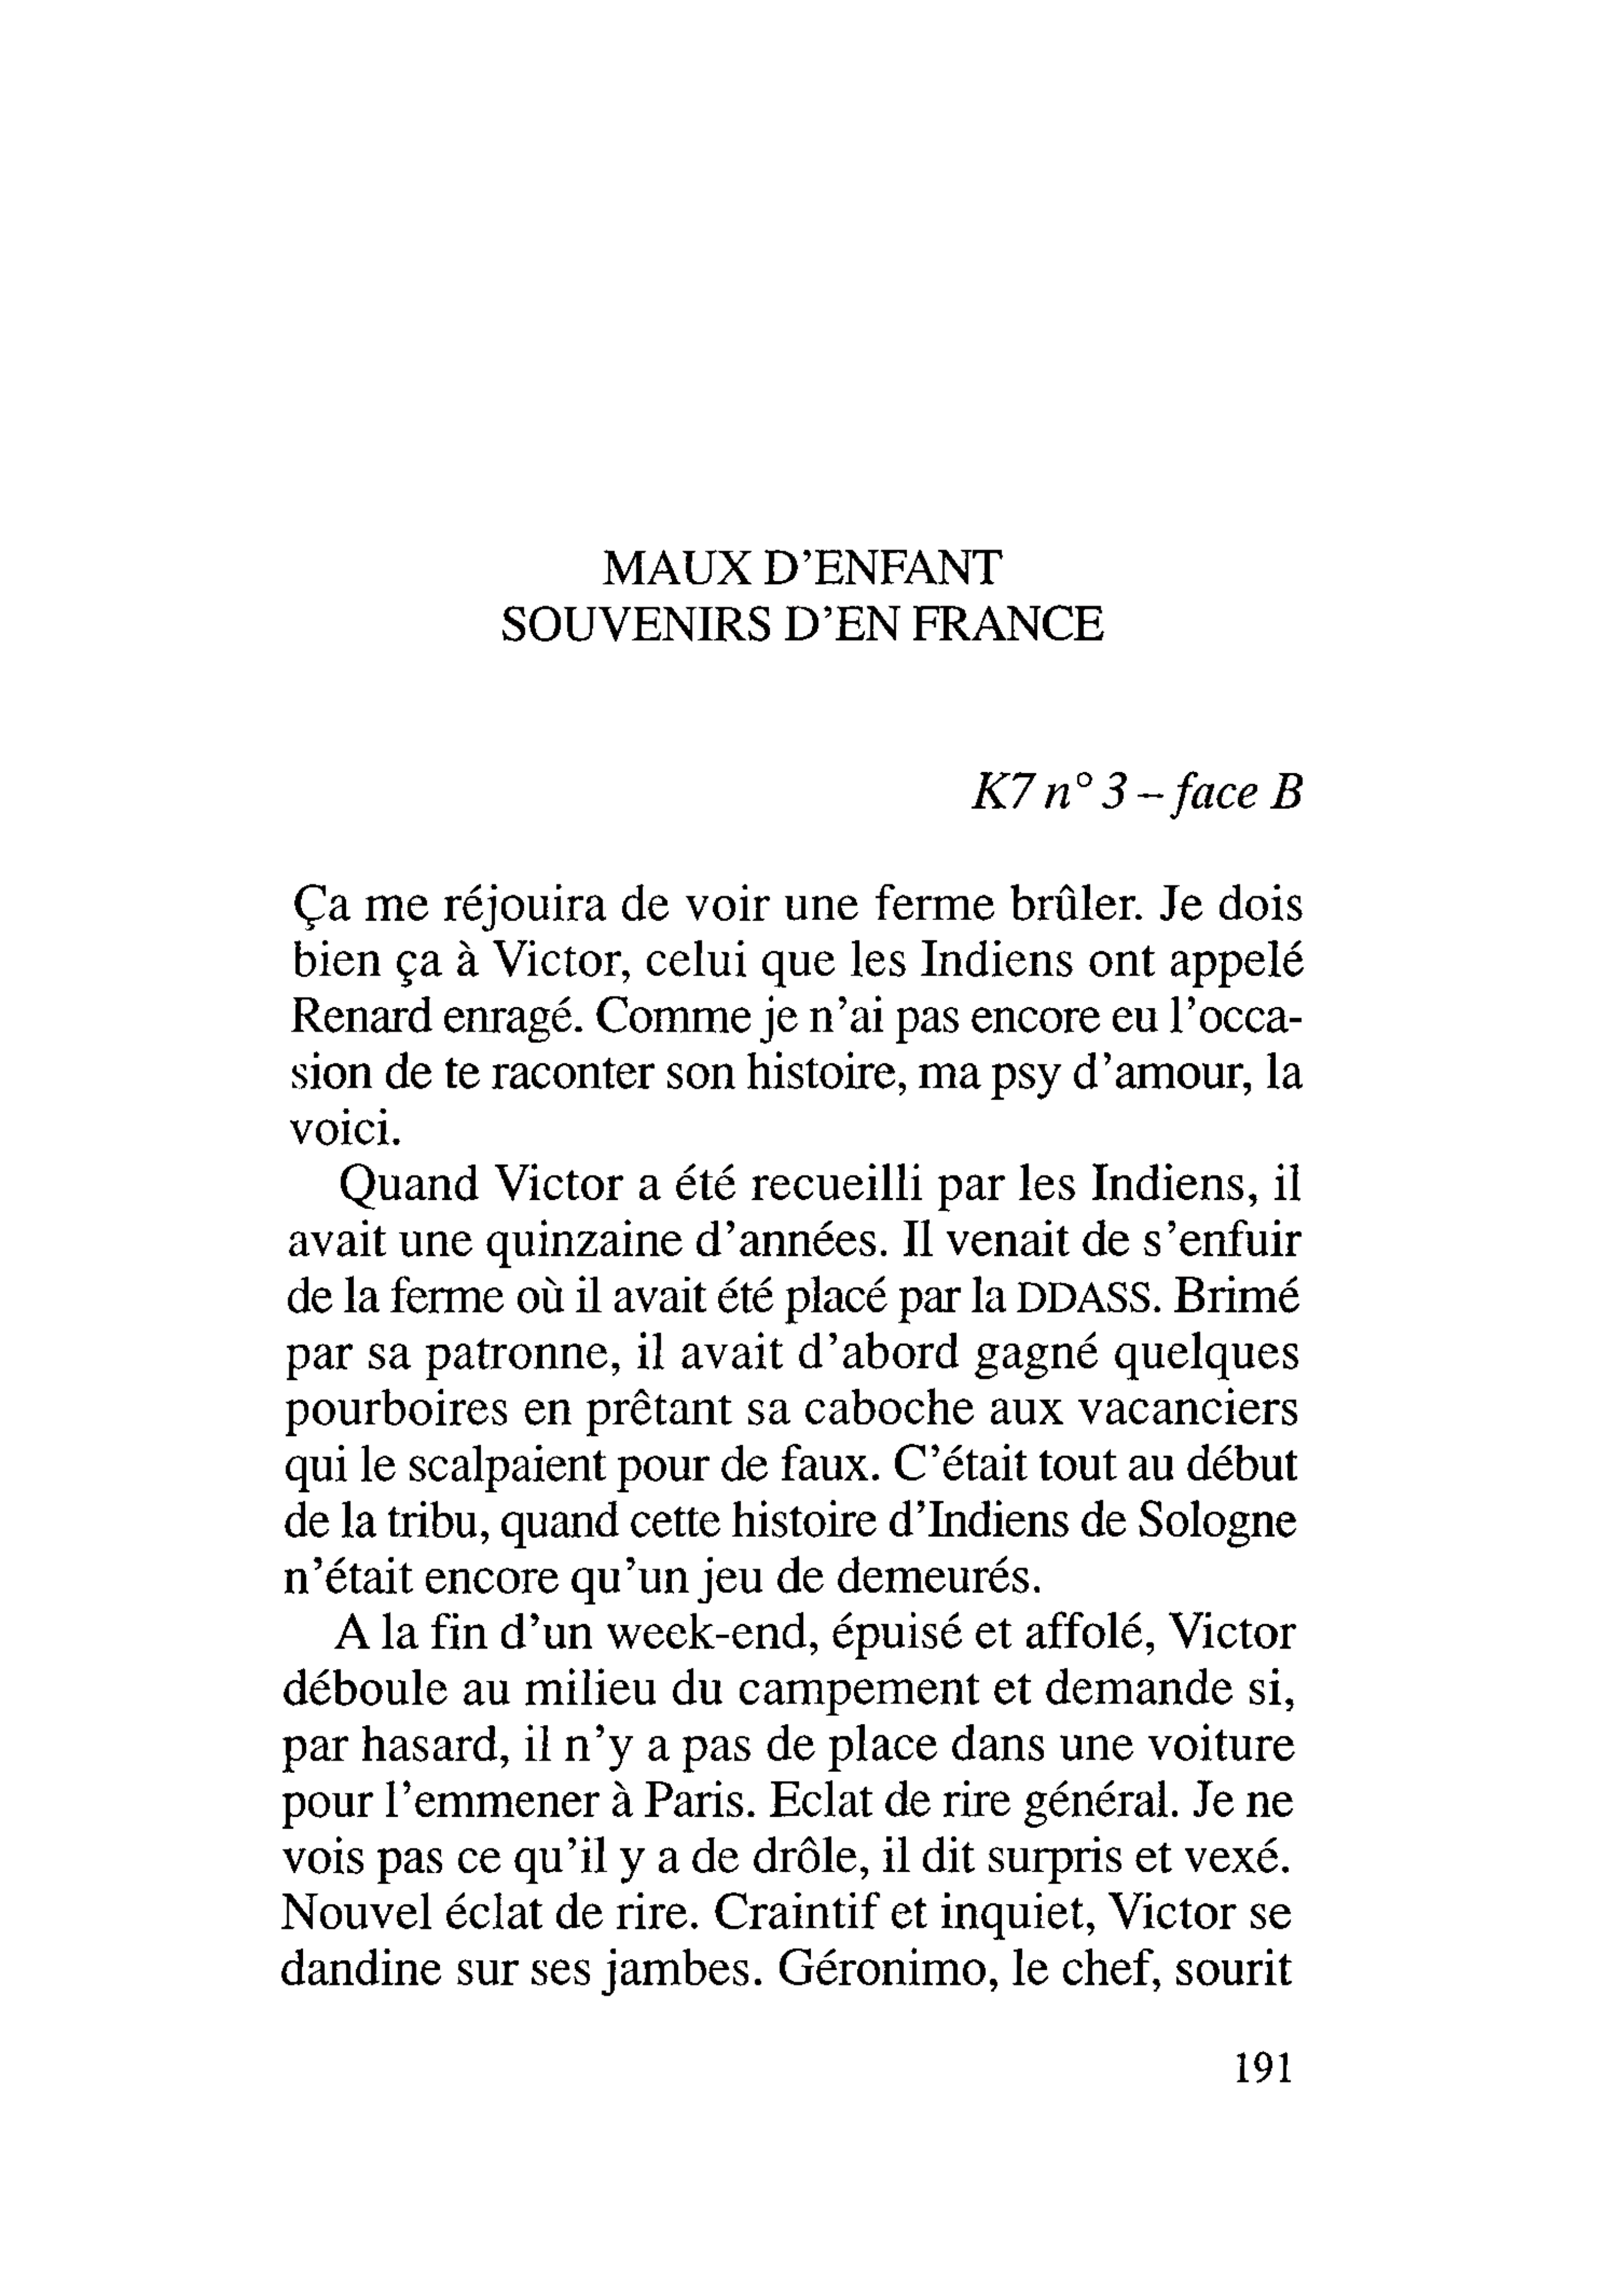 MAUX D'ENFANT
SOUVENIRS D'EN FRANCE
K7 n° 3 – face B
Ça me réjouira de voir une ferme brûler. Je dois
bien ça à Victor, celui que les Indiens ont appelé
Renard enragé. Comme je n'ai pas encore eu l'occa-
sion de te raconter son histoire, ma psy d'amour, la
voici.
Quand Victor a été recueilli par les Indiens, il
avait une quinzaine d'années. Il venait de s'enfuir
de la ferme où il avait été placé par la DDASS. Brimé
par sa patronne, il avait d'abord gagné quelques
pourboires en prêtant sa caboche aux vacanciers
qui le scalpaient pour de faux. C'était tout au début
de la tribu, quand cette histoire d'Indiens de Sologne
n'était encore qu'un jeu de demeurés.
A la fin d'un week-end, épuisé et affolé, Victor
déboule au milieu du campement et demande si,
par hasard, il n'y a pas de place dans une voiture
pour l'emmener à Paris. Eclat de rire général. Je ne
vois pas ce qu'il y a de drôle, il dit surpris et vexé.
Nouvel éclat de rire. Craintif et inquiet, Victor se
dandine sur ses jambes. Géronimo, le chef, sourit
191